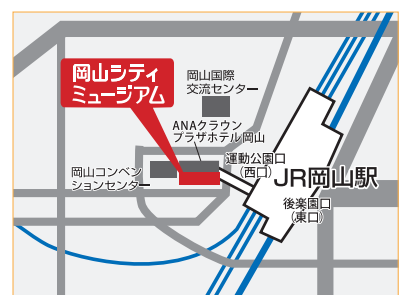 岡山シティ
ミュージアム
岡山国際
交流センター
ANAクラウン
プラザホテル岡山
岡山コンベン
ションセンター
運動公園口
(西口)
JR岡山駅
後楽園口
(東口)